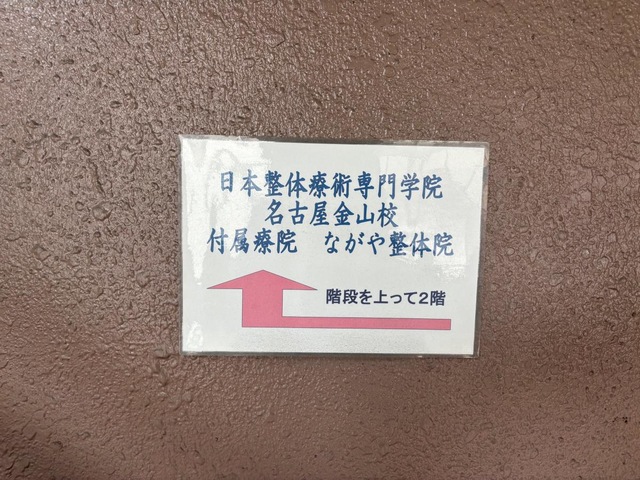 日本整体療術専門学院
名古屋金山校
付属療院　ながや整体院
階段を上って2階